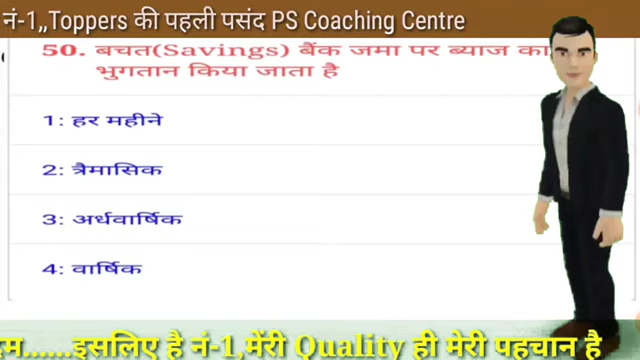 नं-1,,Toppers की पहली पसंद PS Coaching Centre
50. बचत(Savings) बैंक जमा पर ब्याज का
भुगतान किया जाता है
1: हर महीने
2: त्रैमासिक
3: अर्धवार्षिक
4: वार्षिक
......इसलिए है नं-1,मेंरी Quality ही मेरी पहचान है